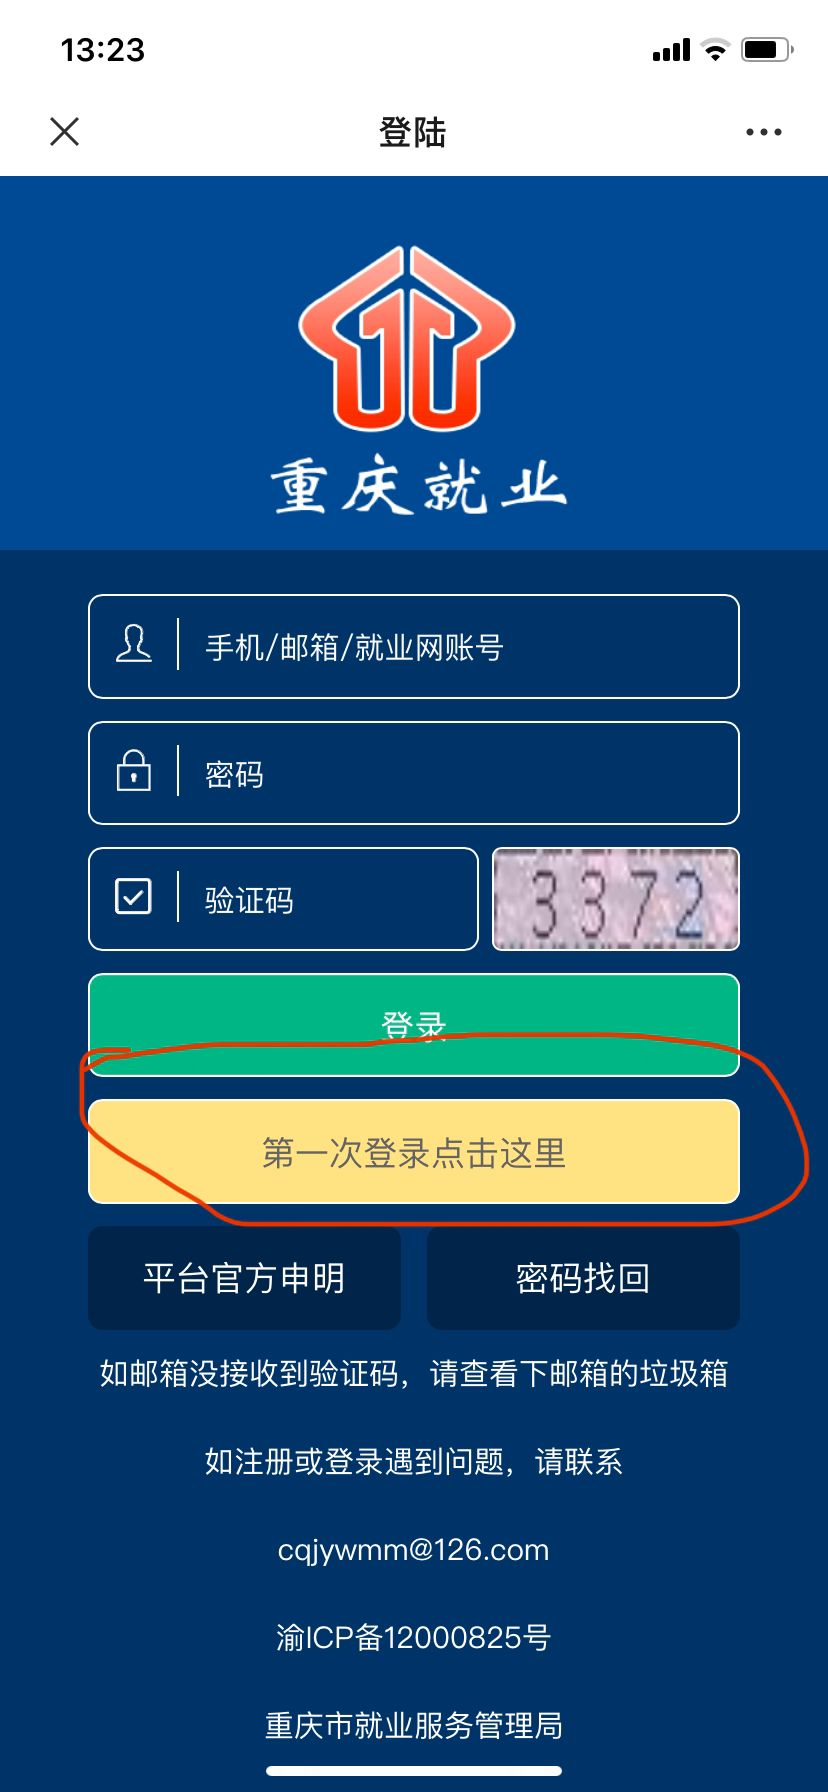 13:23
登陆
重庆就业
手机/邮箱/就业网账号
密码
验证码
3372
登录
第一次登录点击这里
平台官方申明
密码找回
如邮箱没接收到验证码，请查看下邮箱的垃圾箱
如注册或登录遇到问题，请联系
cqjywmm@126.com
渝ICP备12000825号
重庆市就业服务管理局